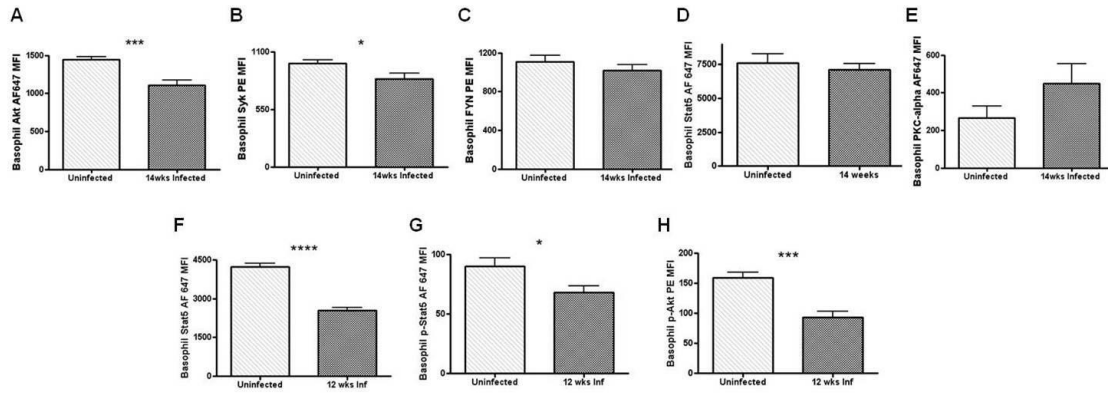 A
Basophil Akt AF647 MFI
1500
1000
500
0
***
Uninfected
14wks Infected
B
Basophil Syk PE MFI
1100
550
0
*
Uninfected
14wks Infected
C
Basophil FYN PE MFI
1200
800
400
0
Uninfected
14wks Infected
D
Basophil Stat5 AF 647 MFI
7500
5000
2500
0
Uninfected
14 weeks
E
Basophil PKC-alpha AF647 MFI
600
400
200
0
Uninfected
14wks Infected
F
Basophil Stat5 AF 647 MFI
4500
3000
1500
0
****
Uninfected
12 wks Inf
G
Basophil p-Stat5 AF 647 MFI
100
50
0
*
Uninfected
12 wks Inf
H
Basophil p-Akt PE MFI
200
150
100
50
0
***
Uninfected
12 wks Inf